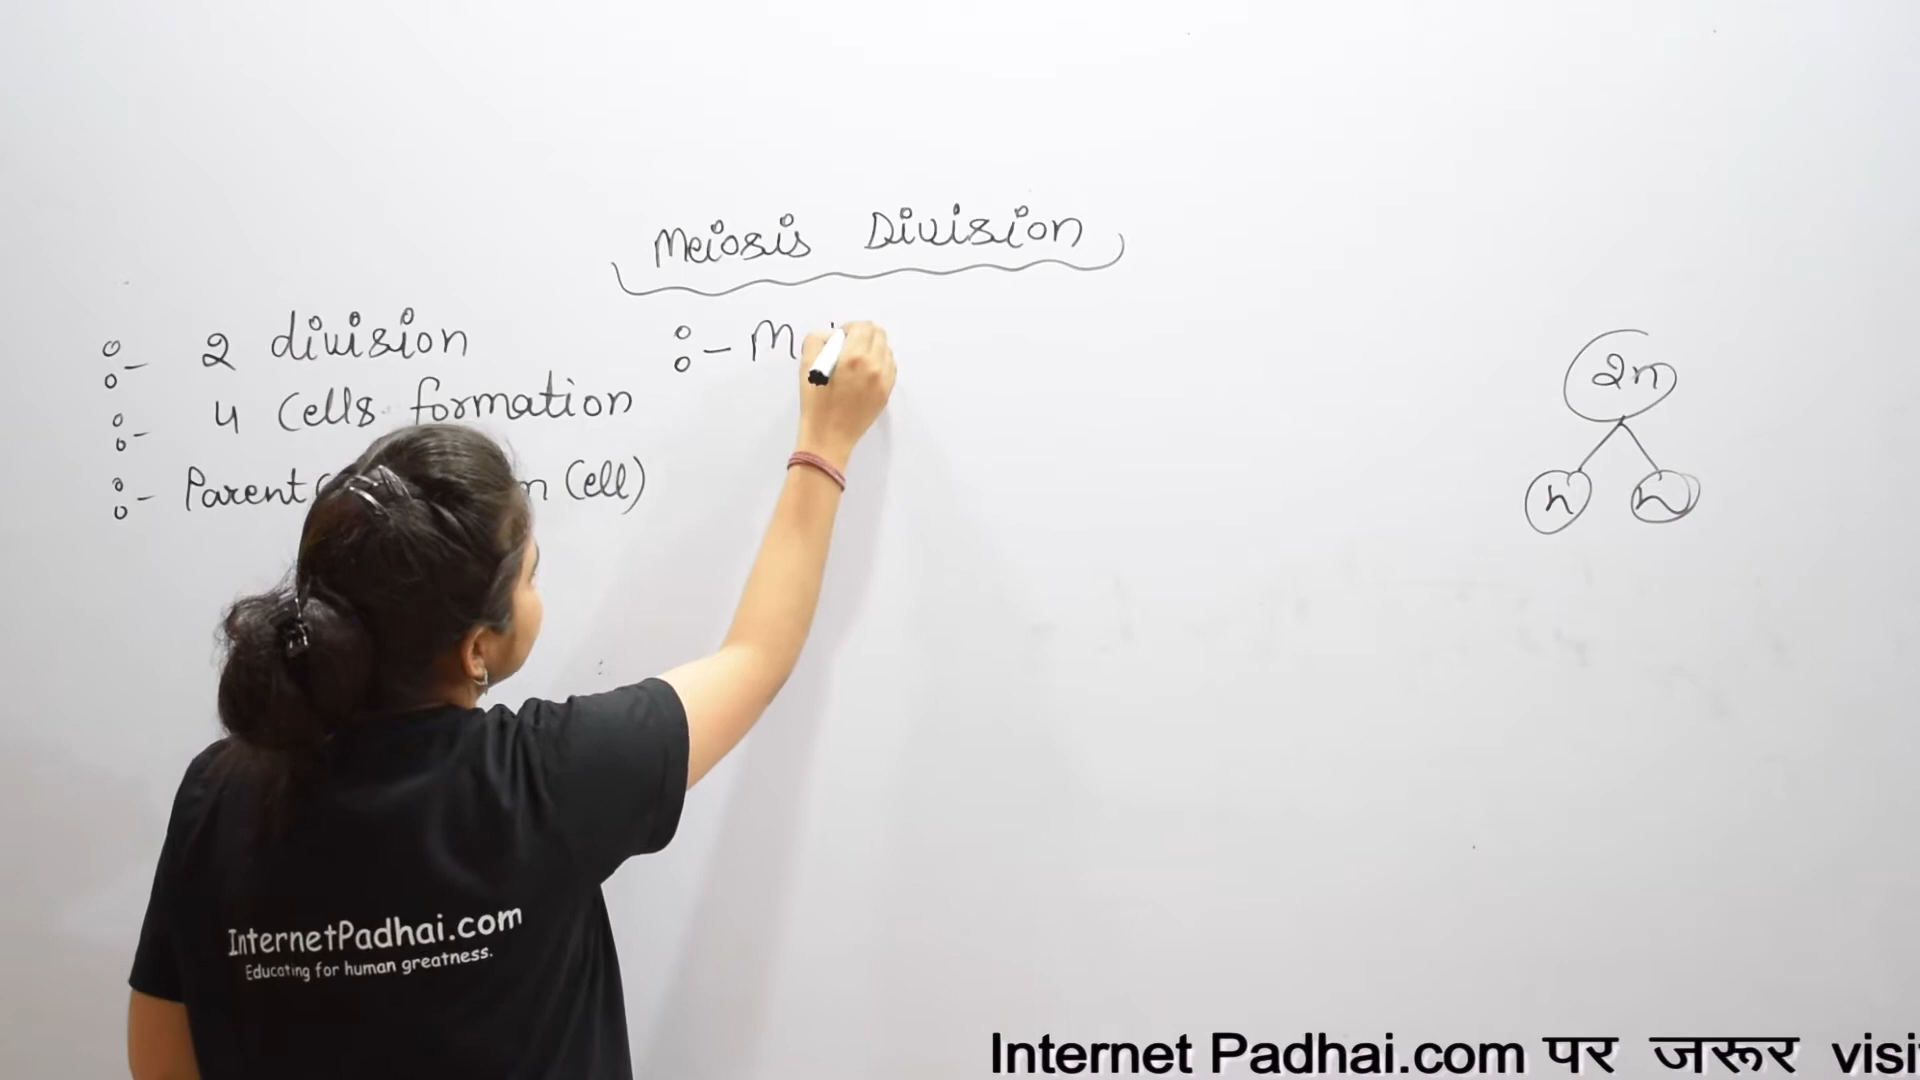 Meiosis Division
:- 2 division
:- 4 Cells formation
:- Parent Cell)
:- M
2n
n n
InternetPadhai.com
Educating for human greatness.
Internet Padhai.com पर जरूर visi